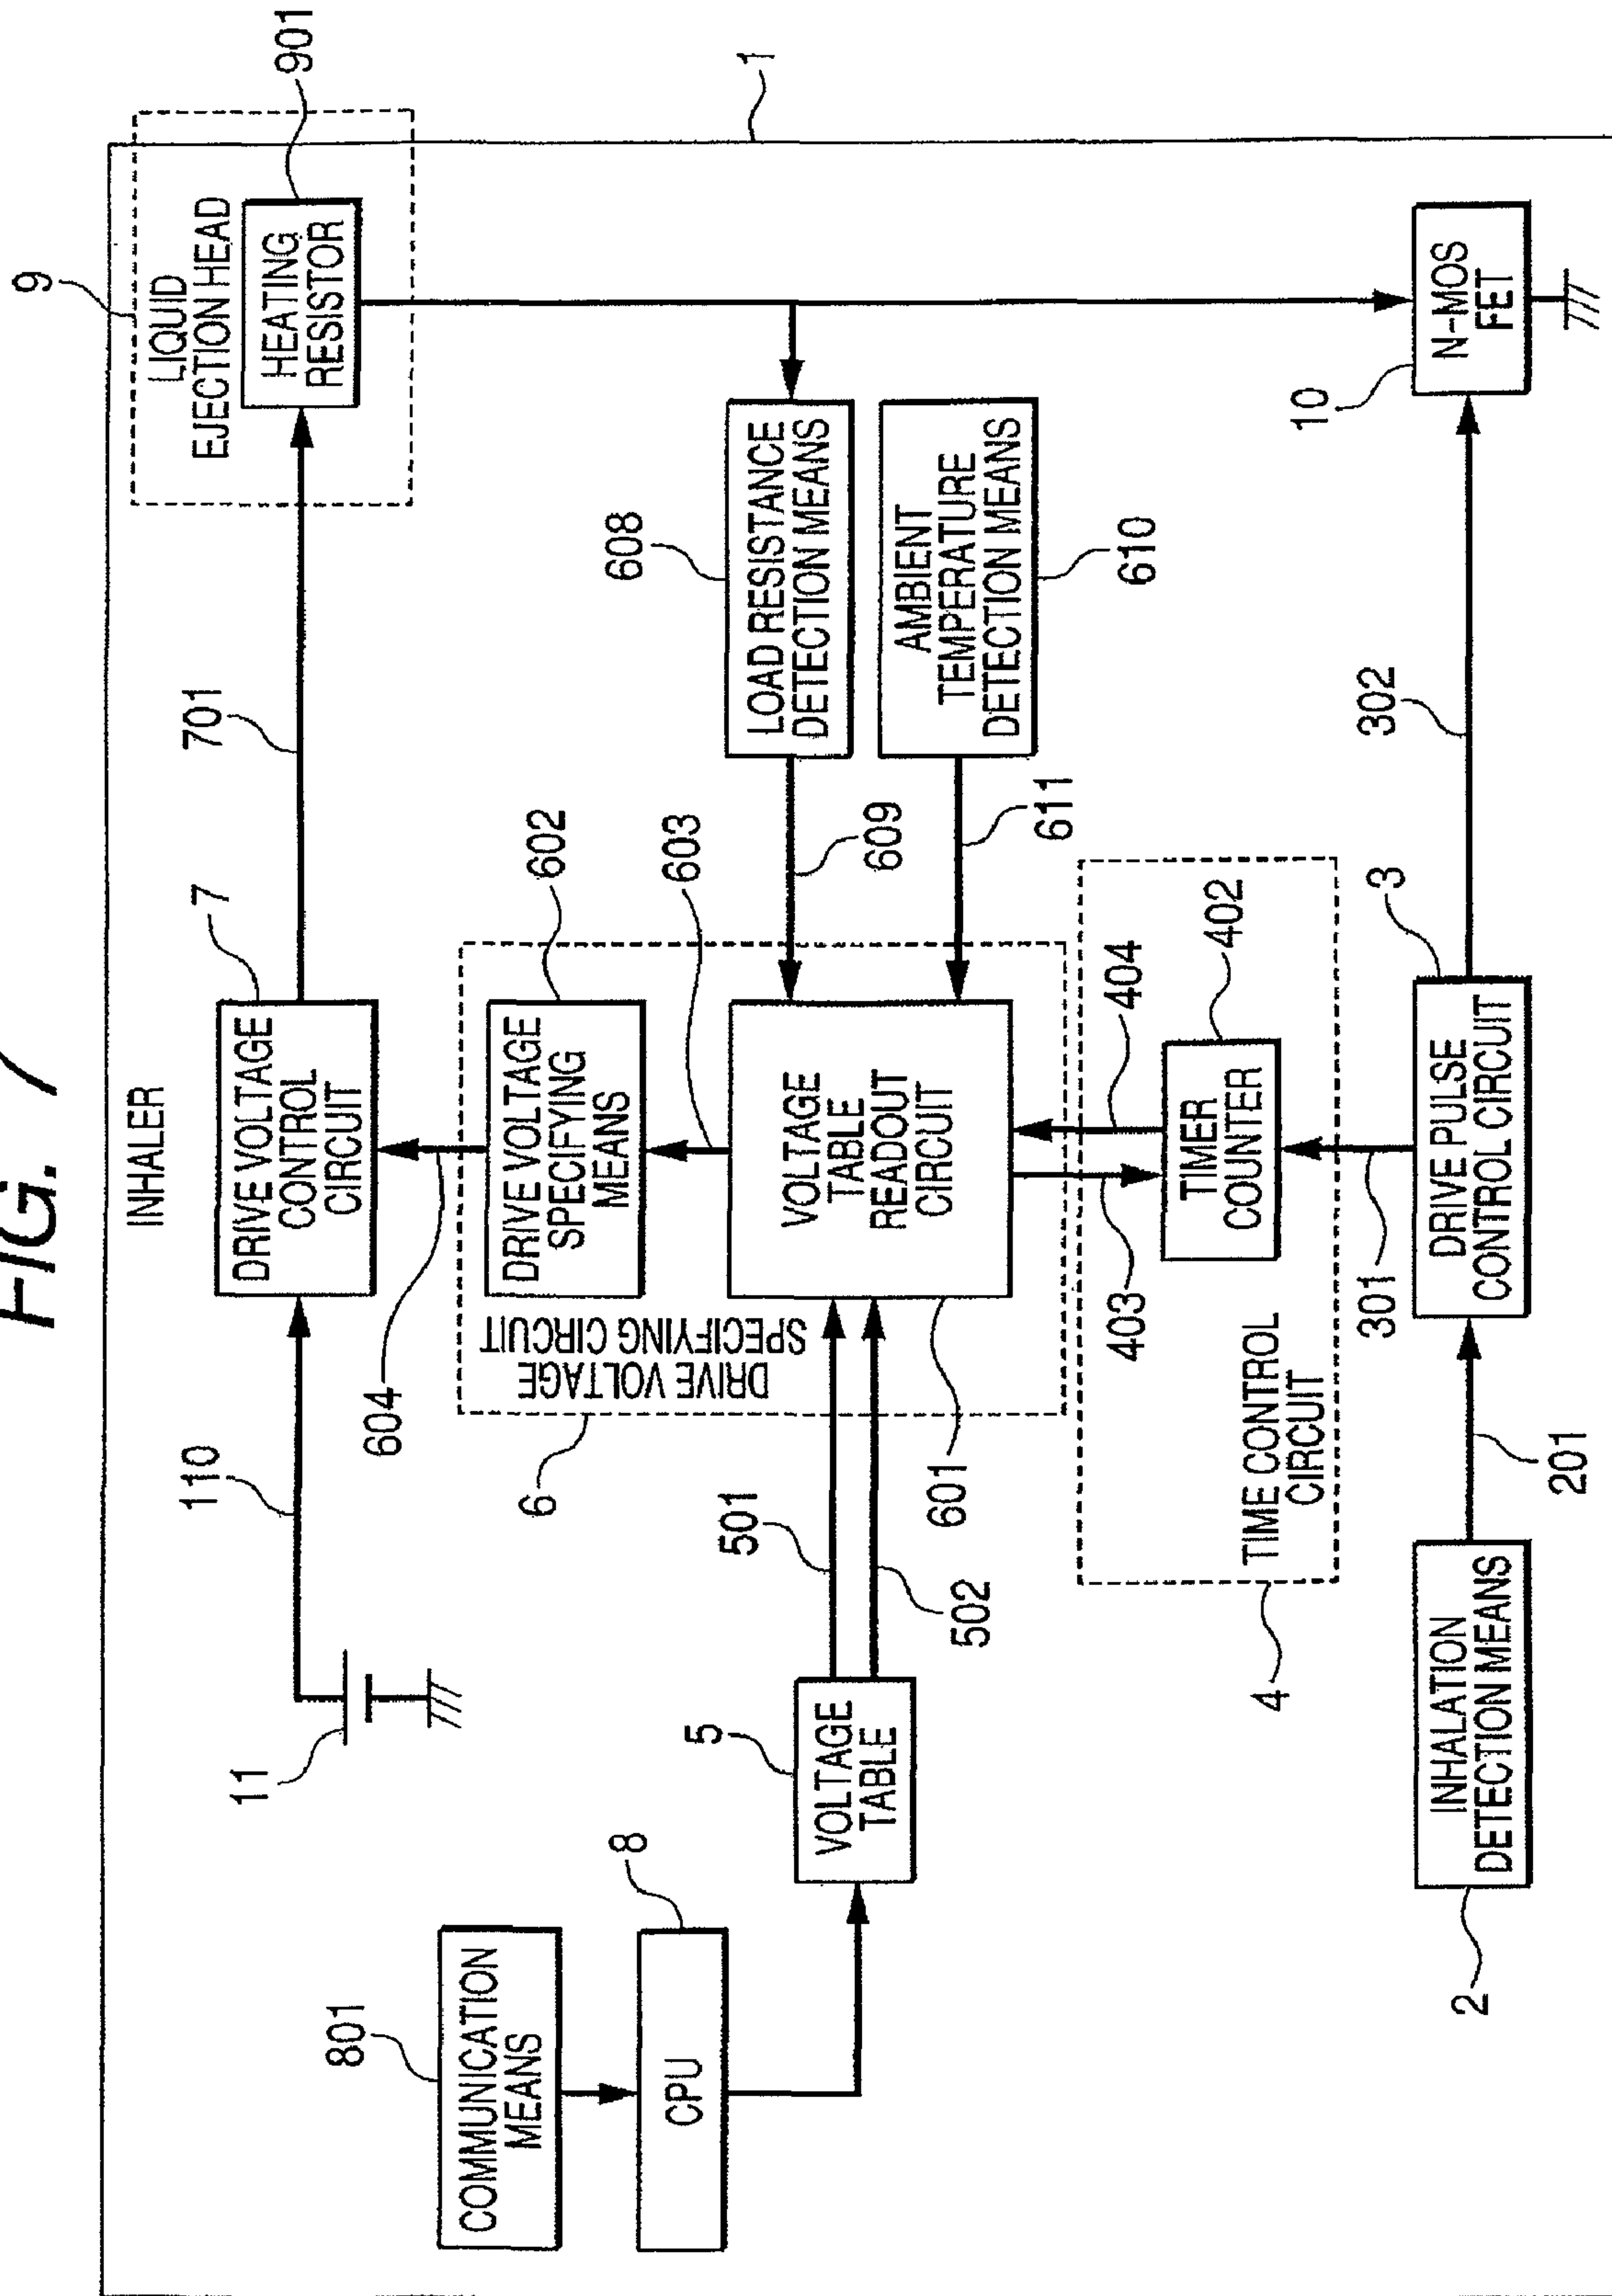 FIG. 7
INHALER
1
9
LIQUID
EJECTION HEAD
HEATING
RESISTOR
901
7
DRIVE VOLTAGE
CONTROL
CIRCUIT
701
110
11
604
602
DRIVE VOLTAGE
SPECIFYING
MEANS
603
DRIVE VOLTAGE
SPECIFYING CIRCUIT
6
VOLTAGE
TABLE
READOUT
CIRCUIT
601
608
LOAD RESISTANCE
DETECTION MEANS
609
AMBIENT
TEMPERATURE
DETECTION MEANS
610
611
801
COMMUNICATION
MEANS
8
CPU
5
VOLTAGE
TABLE
501
502
403
404
402
TIMER
COUNTER
TIME CONTROL
CIRCUIT
4
301
3
DRIVE PULSE
CONTROL CIRCUIT
302
10
N-MOS
FET
201
INHALATION
DETECTION MEANS
2